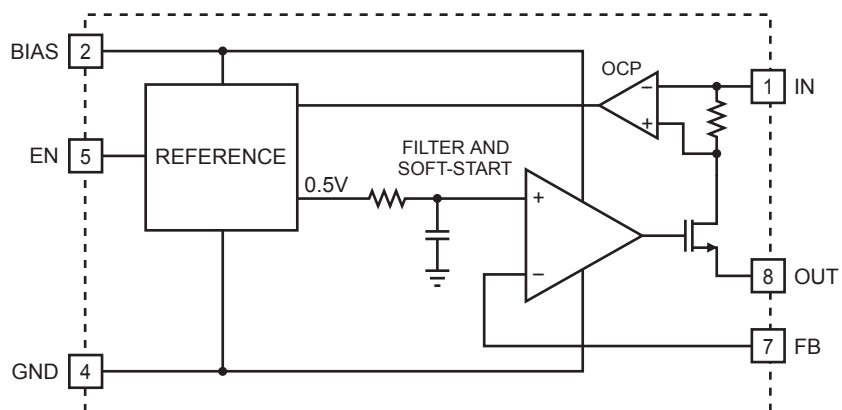 BIAS 2
OCP
1 IN
EN 5
REFERENCE
FILTER AND
SOFT-START
0.5V
−
+
+
−
8 OUT
7 FB
GND 4